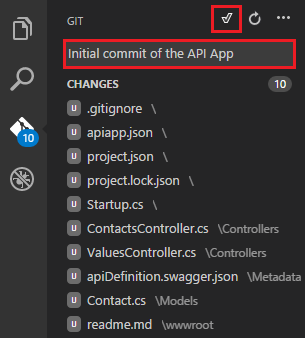 GIT
Initial commit of the API App
CHANGES 10
U .gitignore \
U apiapp.json \
U project.json \
U project.lock.json \
10
U Startup.cs \
U ContactsController.cs \Controllers
U ValuesController.cs \Controllers
U apiDefinition.swagger.json \Metadata
U Contact.cs \Models
U readme.md \wwwroot